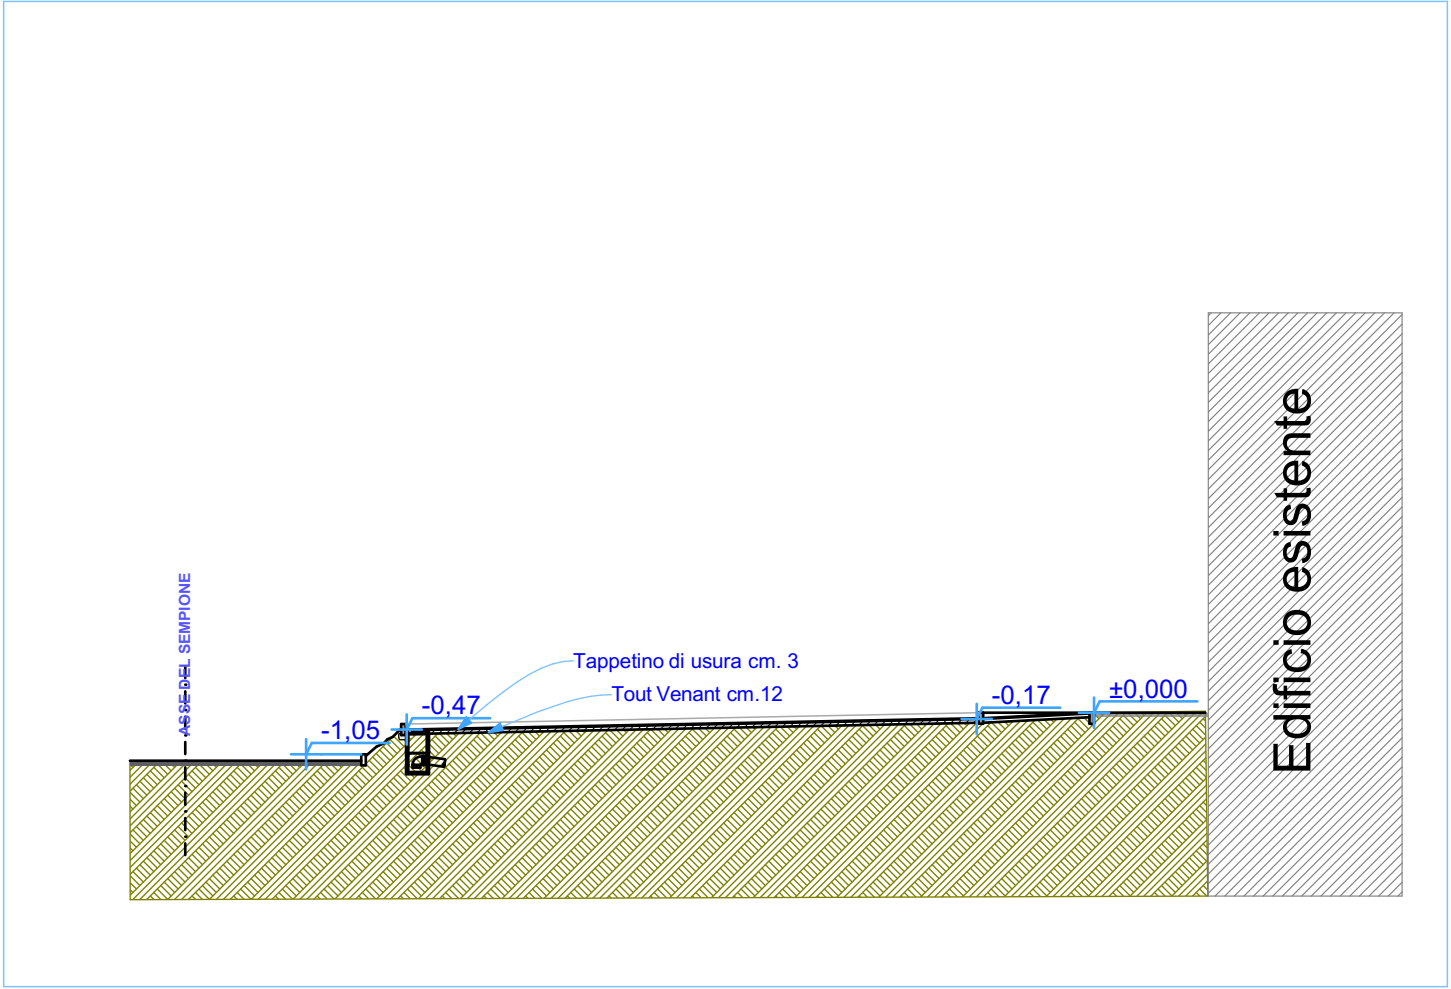 Edificio esistente
ASSE DEL SEMPIONE
Tappetino di usura cm. 3
Tout Venant cm.12
-1,05
-0,47
-0,17
±0,000